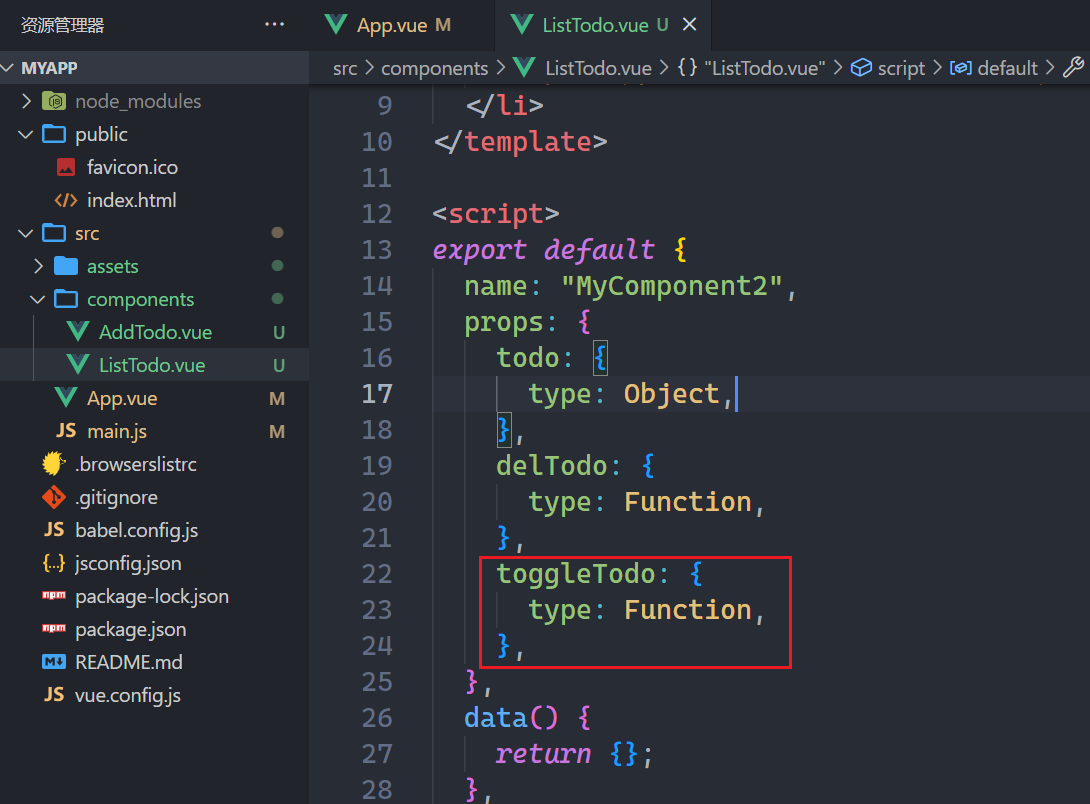 资源管理器 ...
MYAPP
node_modules
public
favicon.ico
index.html
src
assets
components
AddTodo.vue U
ListTodo.vue U
App.vue M
JS main.js M
.browserslistrc
.gitignore
JS babel.config.js
{..} jsconfig.json
npm package-lock.json
npm package.json
README.md
JS vue.config.js
App.vue M ListTodo.vue U ×
src > components > ListTodo.vue > {} "ListTodo.vue" > script > default >
9 </li>
10 </template>
11
12 <script>
13 export default {
14 name: "MyComponent2",
15 props: {
16 todo: {
17 type: Object,
18 },
19 delTodo: {
20 type: Function,
21 },
22 toggleTodo: {
23 type: Function,
24 },
25 },
26 data() {
27 return {};
28 },